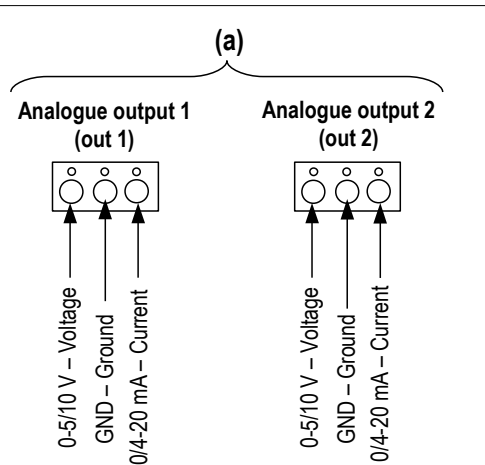 (a)
Analogue output 1
(out 1)
Analogue output 2
(out 2)
0-5/10 V – Voltage
GND – Ground
0/4-20 mA – Current
0-5/10 V – Voltage
GND – Ground
0/4-20 mA – Current